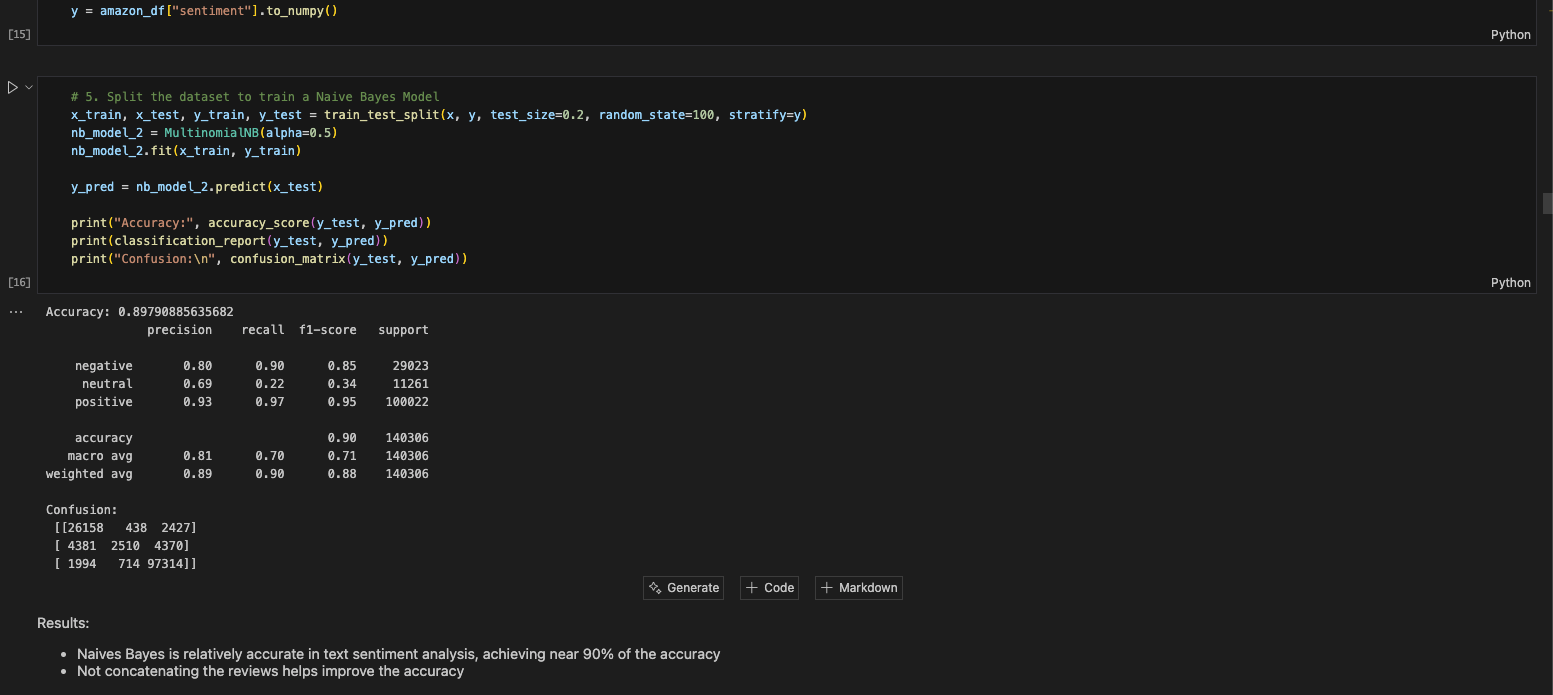 y = amazon_df["sentiment"].to_numpy()
[15]
Python
# 5. Split the dataset to train a Naive Bayes Model
x_train, x_test, y_train, y_test = train_test_split(x, y, test_size=0.2, random_state=100, stratify=y)
nb_model_2 = MultinomialNB(alpha=0.5)
nb_model_2.fit(x_train, y_train)
y_pred = nb_model_2.predict(x_test)
print("Accuracy:", accuracy_score(y_test, y_pred))
print(classification_report(y_test, y_pred))
print("Confusion:\n", confusion_matrix(y_test, y_pred))
[16]
Python
... Accuracy: 0.89790885635682
precision recall f1-score support
negative 0.80 0.90 0.85 29023
neutral 0.69 0.22 0.34 11261
positive 0.93 0.97 0.95 100022
accuracy 0.90 140306
macro avg 0.81 0.70 0.71 140306
weighted avg 0.89 0.90 0.88 140306
Confusion:
[[26158 438 2427]
[ 4381 2510 4370]
[ 1994 714 97314]]
Generate + Code + Markdown
Results:
• Naives Bayes is relatively accurate in text sentiment analysis, achieving near 90% of the accuracy
• Not concatenating the reviews helps improve the accuracy